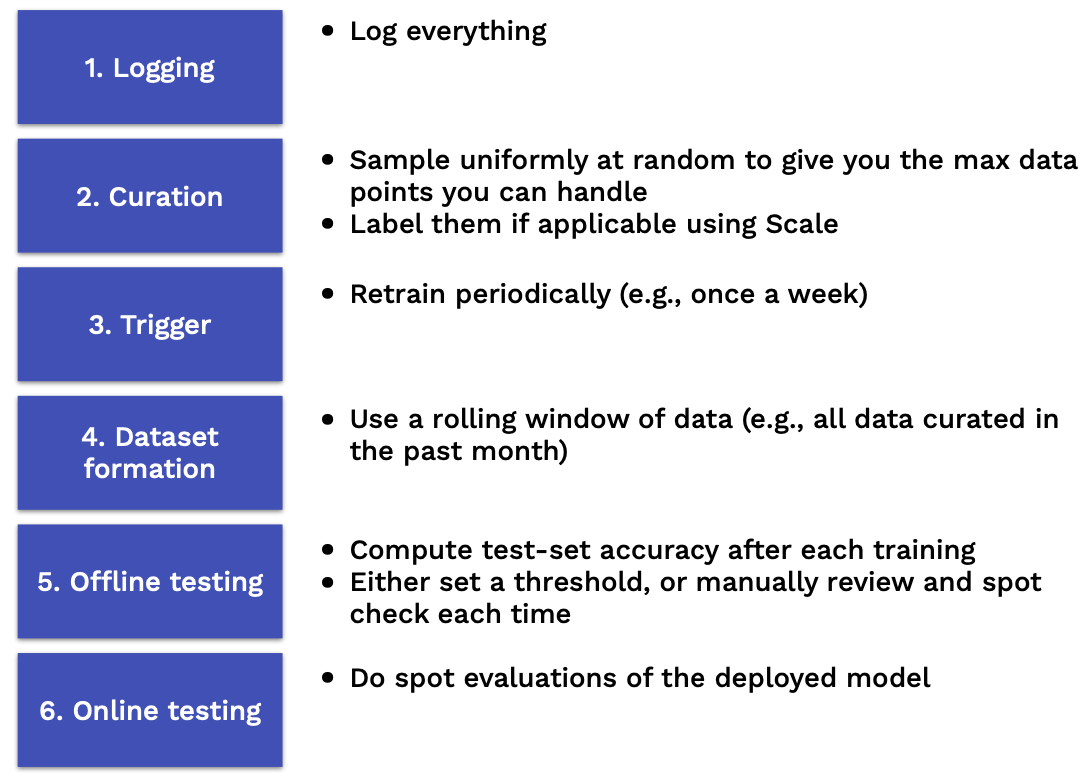 1. Logging
• Log everything
2. Curation
• Sample uniformly at random to give you the max data
points you can handle
• Label them if applicable using Scale
3. Trigger
• Retrain periodically (e.g., once a week)
4. Dataset
formation
• Use a rolling window of data (e.g., all data curated in
the past month)
5. Offline testing
• Compute test-set accuracy after each training
• Either set a threshold, or manually review and spot
check each time
6. Online testing
• Do spot evaluations of the deployed model